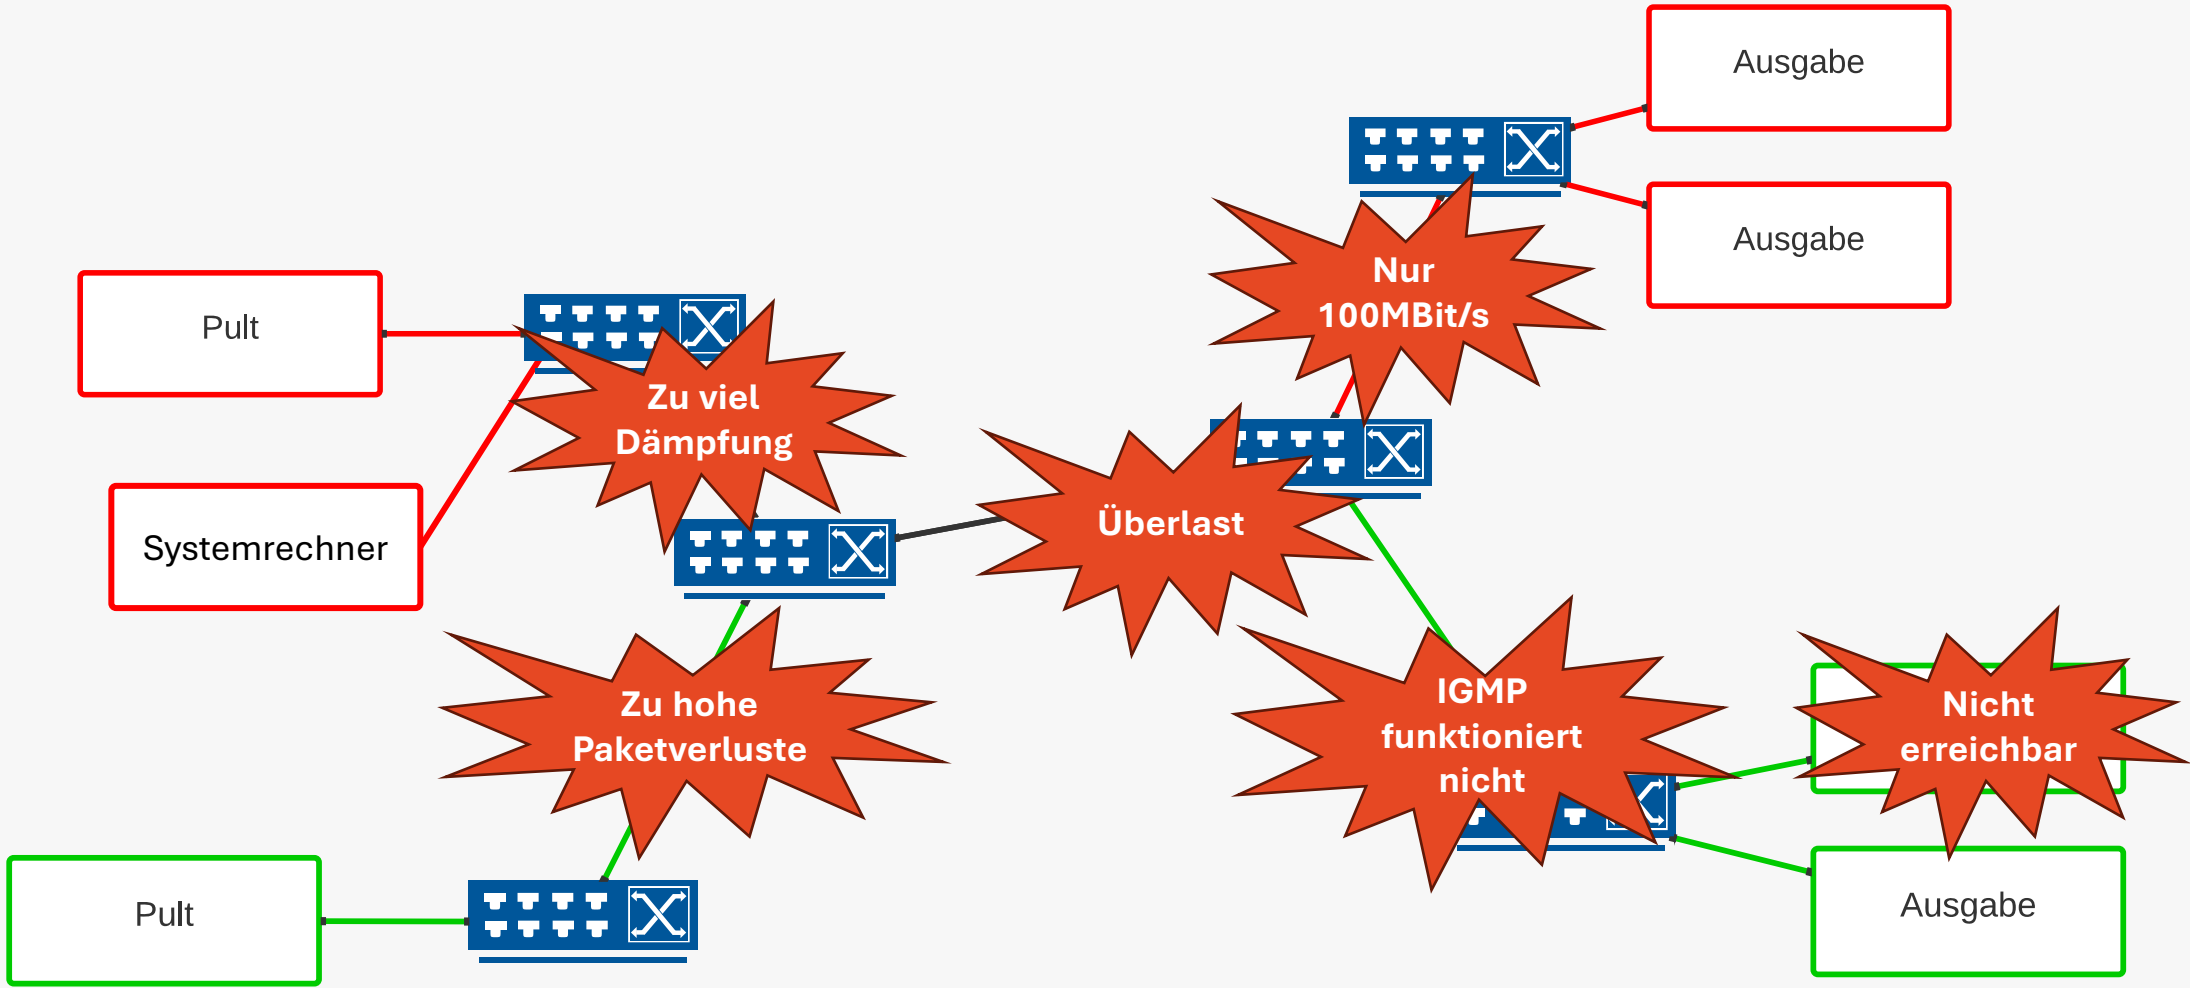 Ausgabe
Ausgabe
Nur
100MBit/s
Pult
Zu viel
Dämpfung
Überlast
Systemrechner
IGMP
funktioniert
nicht
Nicht
erreichbar
Zu hohe
Paketverluste
Ausgabe
Pult